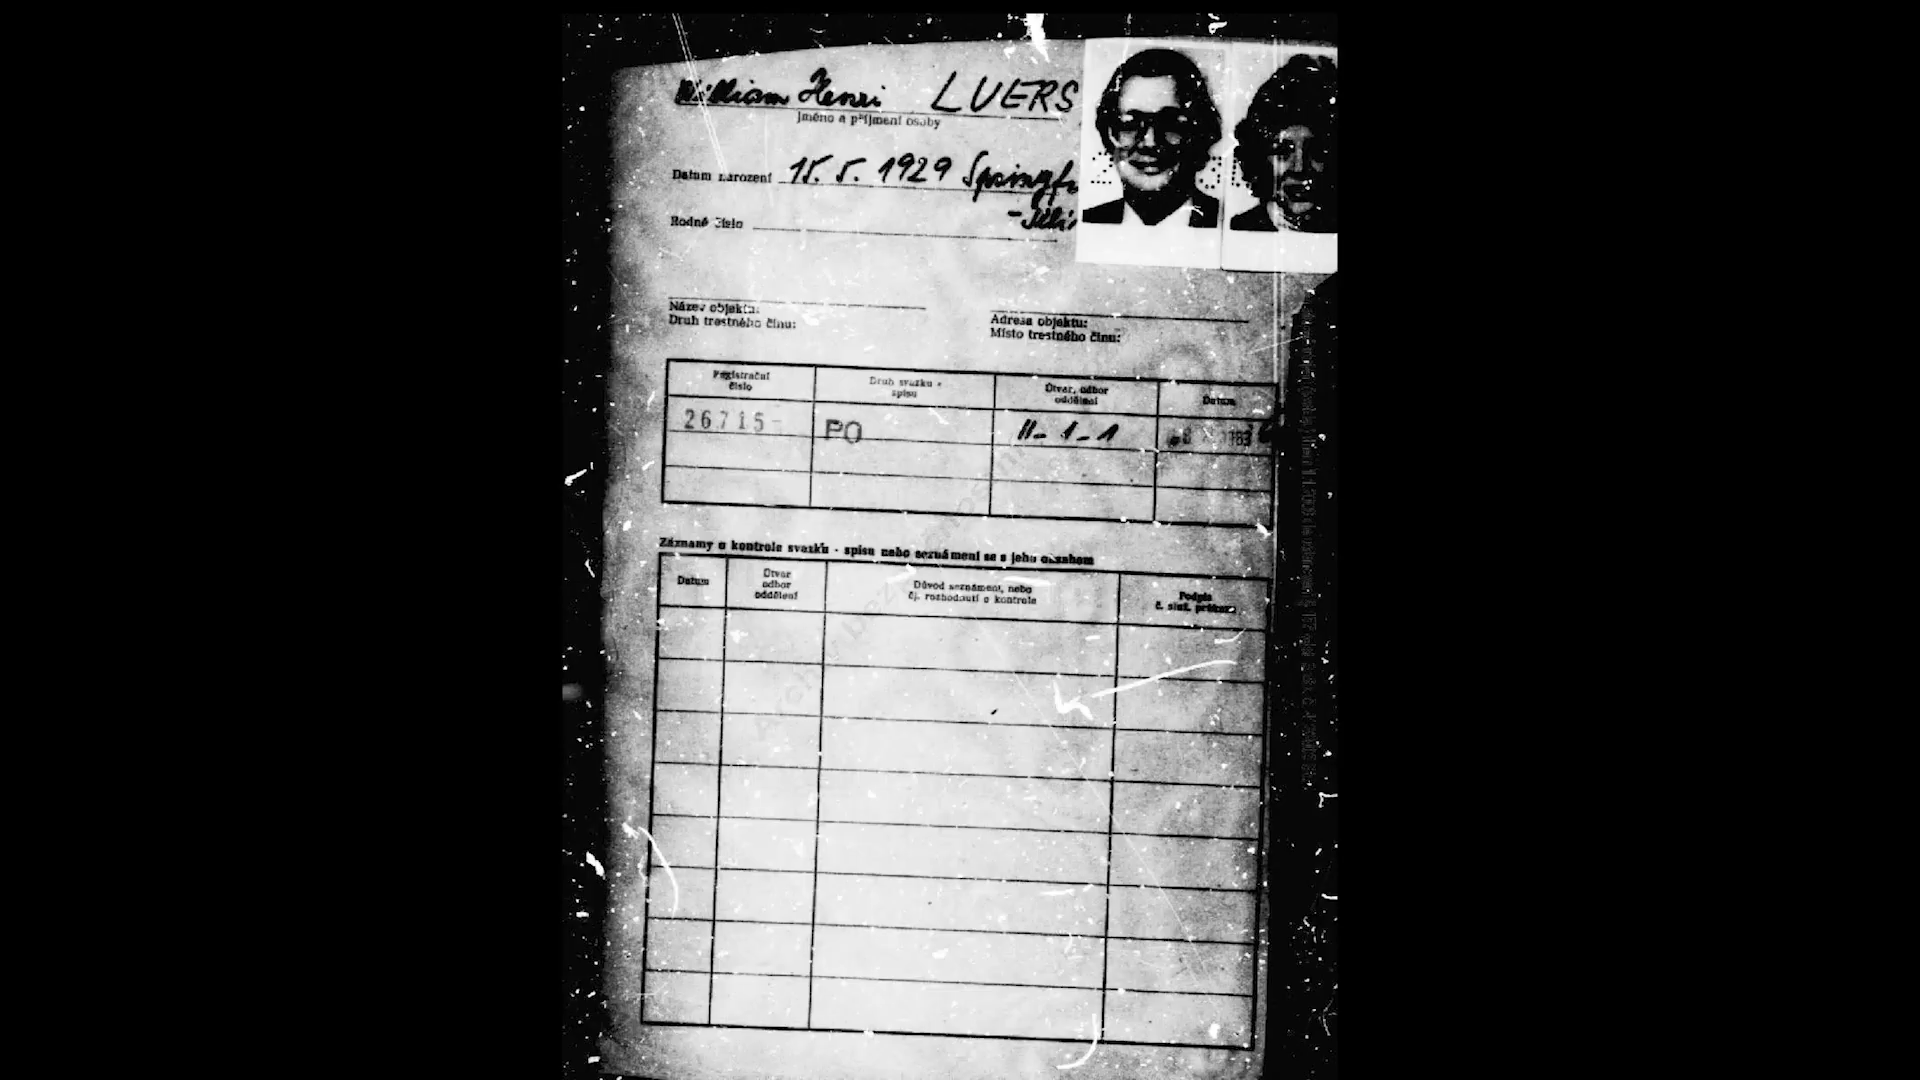 William Henri LUERS
Jméno a příjmení osoby
Datum narození 15. 5. 1929 Springf
- Illi
Rodné číslo
Název objektu:
Druh trestného činu:
Adresa objektu:
Místo trestného činu:
Registrační číslo
Druh svazku - spisu
Útvar, odbor oddělení
Datum
26715-
PO
II-1-1
Záznamy o kontrole svazku - spisu nebo seznámení se s jeho obsahem
Datum
Útvar odbor oddělení
Důvod seznámení, nebo čj. rozhodnutí o kontrole
Podpis č. služ. průkazu